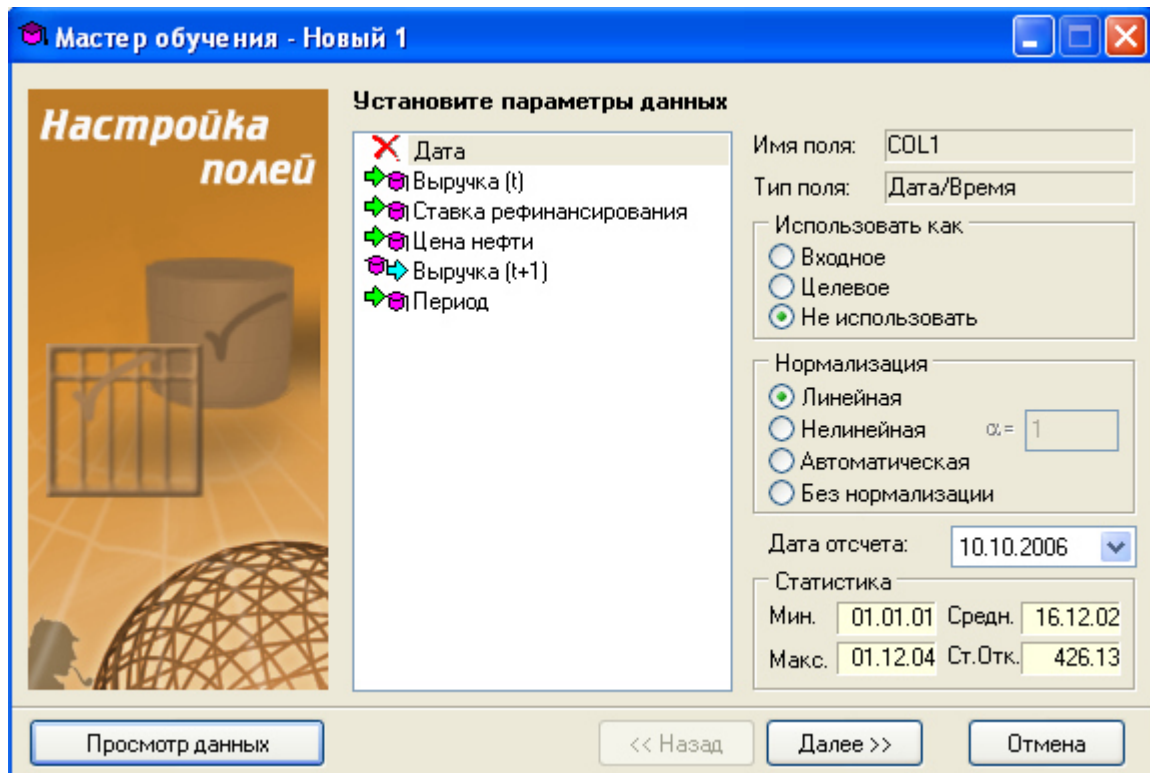 Мастер обучения - Новый 1
Настройка
полей
Установите параметры данных
Дата
Выручка (t)
Ставка рефинансирования
Цена нефти
Выручка (t+1)
Период
Имя поля: COL1
Тип поля: Дата/Время
Использовать как
Входное
Целевое
Не использовать
Нормализация
Линейная
Нелинейная α = 1
Автоматическая
Без нормализации
Дата отсчета: 10.10.2006
Статистика
Мин. 01.01.01 Средн. 16.12.02
Макс. 01.12.04 Ст.Отк. 426.13
Просмотр данных << Назад Далее >> Отмена